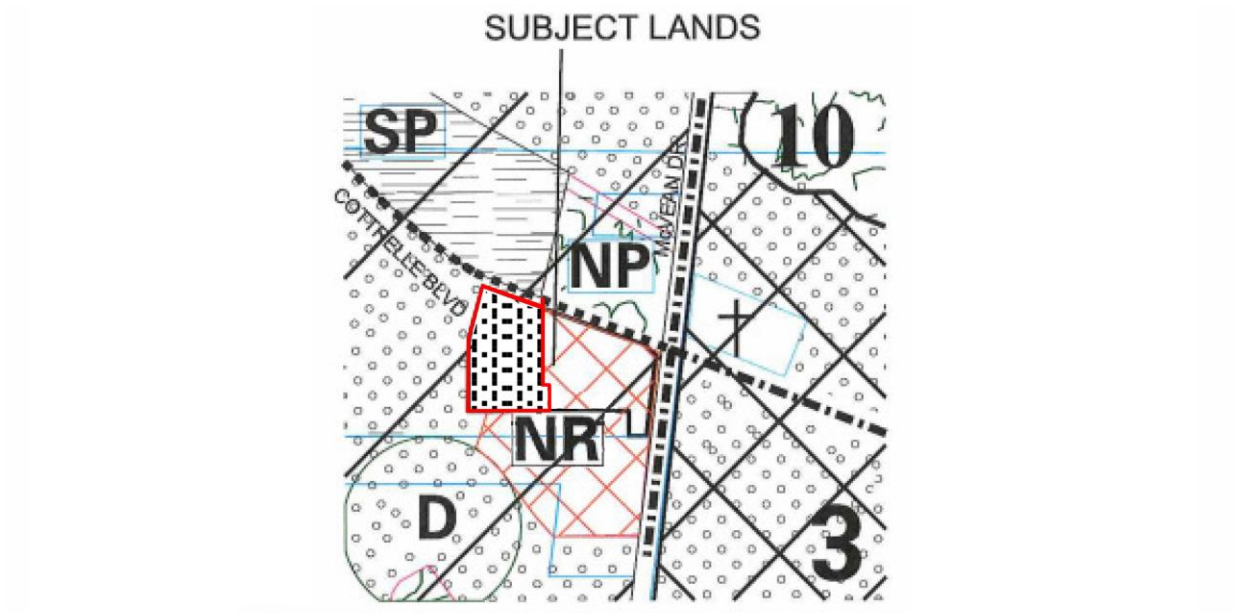 SUBJECT LANDS
SP
10
McVEAN DR
COTTRELLE BLVD
NP
NR
D
3